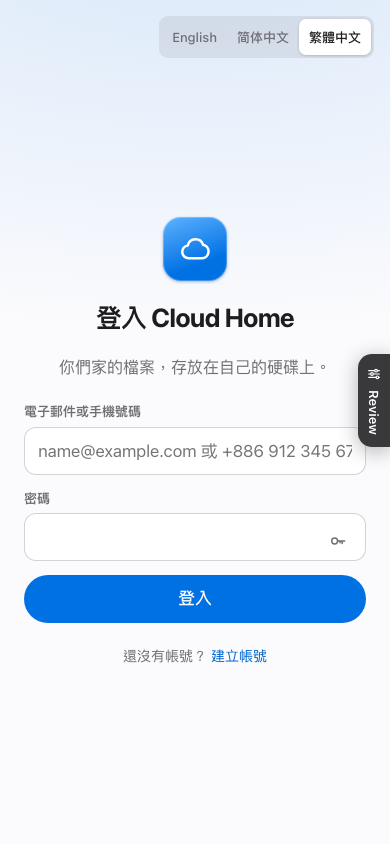 English 简体中文 繁體中文
登入 Cloud Home
你們家的檔案，存放在自己的硬碟上。
Review
電子郵件或手機號碼
name@example.com 或 +886 912 345 67
密碼
登入
還沒有帳號？ 建立帳號